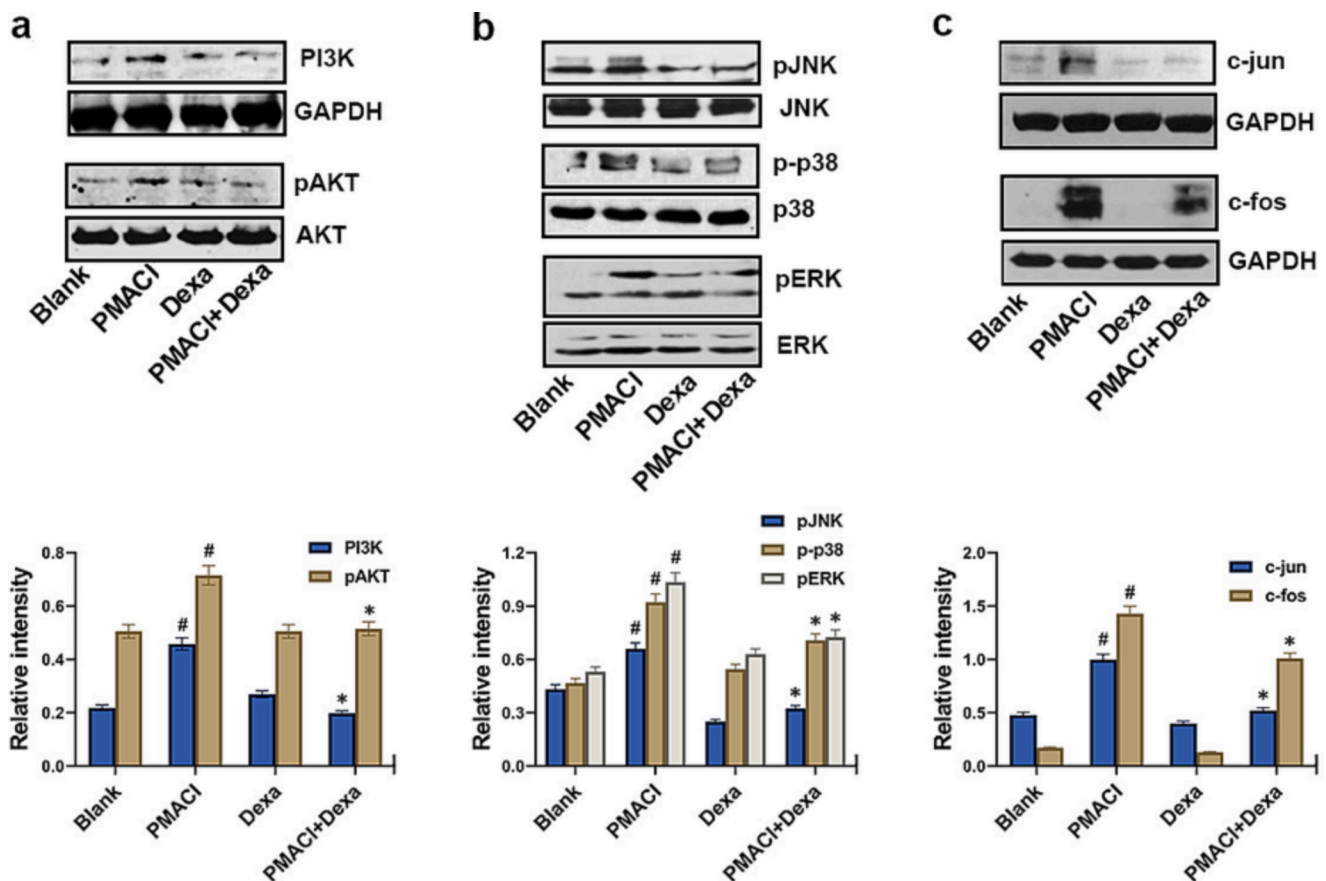 a
PI3K
GAPDH
pAKT
AKT
Blank
PMACI
Dexa
PMACI+Dexa
b
pJNK
JNK
p-p38
p38
pERK
ERK
Blank
PMACI
Dexa
PMACI+Dexa
c
c-jun
GAPDH
c-fos
GAPDH
Blank
PMACI
Dexa
PMACI+Dexa
Relative intensity
0.8
0.6
0.4
0.2
0.0
PI3K
pAKT
#
#
*
*
Blank
PMACI
Dexa
PMACI+Dexa
Relative intensity
1.2
0.9
0.6
0.3
0.0
pJNK
p-p38
pERK
#
#
#
*
*
*
Blank
PMACI
Dexa
PMACI+Dexa
Relative intensity
2.0
1.5
1.0
0.5
0.0
c-jun
c-fos
#
#
*
*
Blank
PMACI
Dexa
PMACI+Dexa